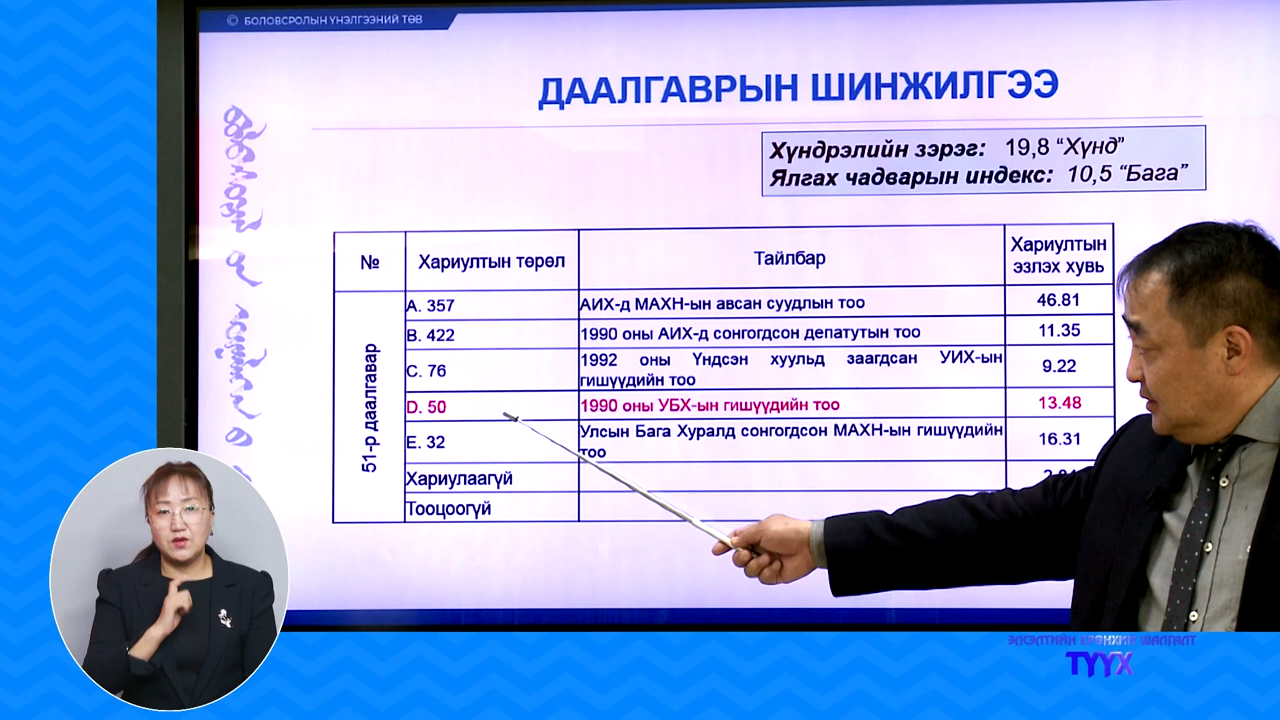 © БОЛОВСРОЛЫН ҮНЭЛГЭЭНИЙ ТӨВ
ДААЛГАВРЫН ШИНЖИЛГЭЭ
Хүндрэлийн зэрэг: 19,8 “Хүнд”
Ялгах чадварын индекс: 10,5 “Бага”
№ Хариултын төрөл Тайлбар Хариултын эзлэх хувь
51-р даалгавар
A. 357 АИХ-д МАХН-ын авсан суудлын тоо 46.81
B. 422 1990 оны АИХ-д сонгогдсон депатутын тоо 11.35
C. 76 1992 оны Үндсэн хуульд заагдсан УИХ-ын
гишүүдийн тоо 9.22
D. 50 1990 оны УБХ-ын гишүүдийн тоо 13.48
E. 32 Улсын Бага Хуралд сонгогдсон МАХН-ын гишүүдийн
тоо 16.31
Хариулаагүй
Тооцоогүй
ЭЛСЭЛТИЙН ЕРӨНХИЙ ШАЛГАЛТ
ТҮҮХ